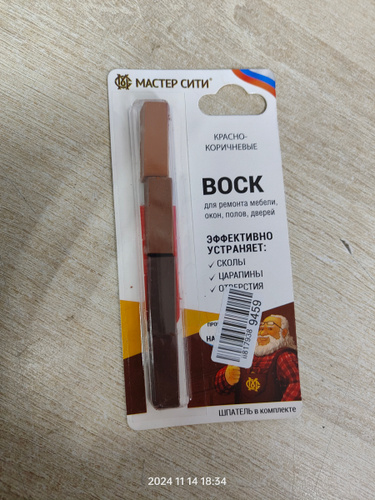 МАСТЕР СИТИ®
КРАСНО-
КОРИЧНЕВЫЕ
ВОСК
для ремонта мебели,
окон, полов, дверей
ЭФФЕКТИВНО
УСТРАНЯЕТ:
✓ СКОЛЫ
✓ ЦАРАПИНЫ
✓ ОТВЕРСТИЯ
6817938 9459
ШПАТЕЛЬ в комплекте
2024 11 14 18:34